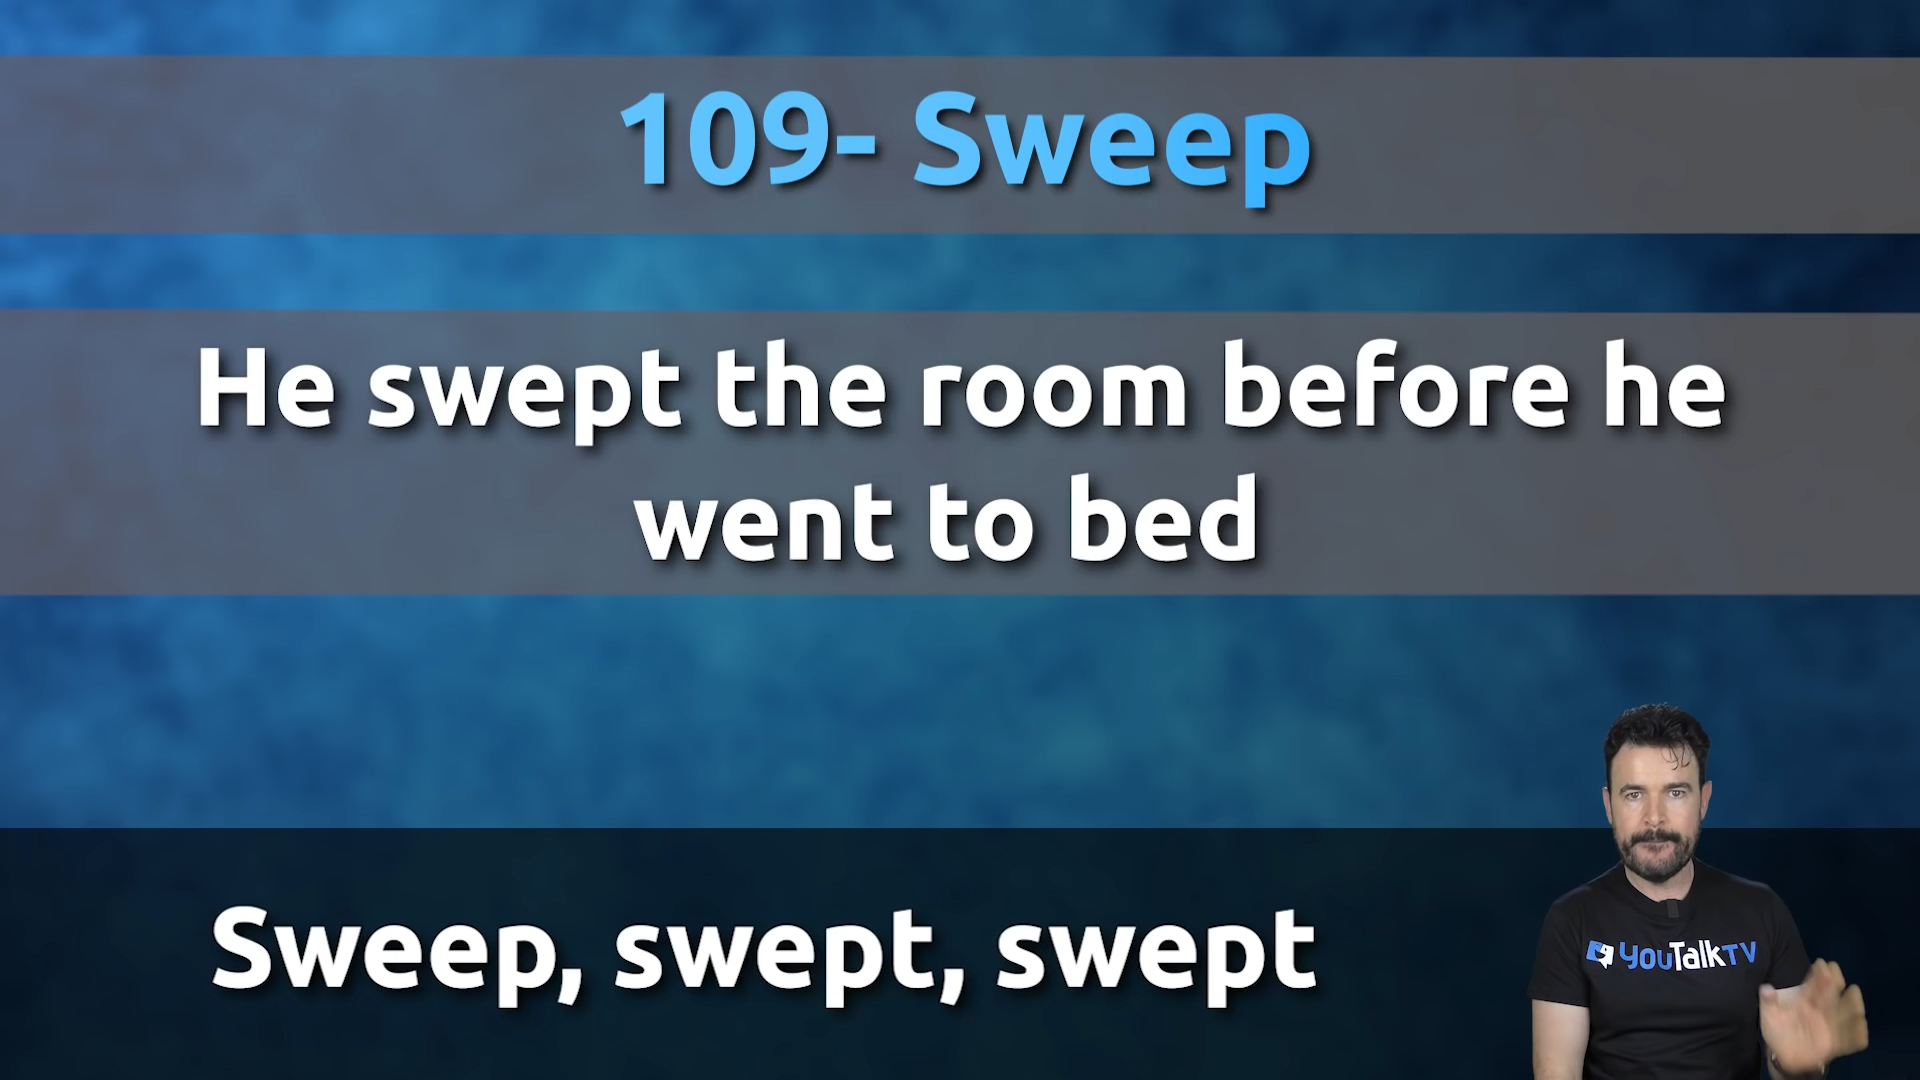 109- Sweep
He swept the room before he
went to bed
Sweep, swept, swept
YouTalkTV